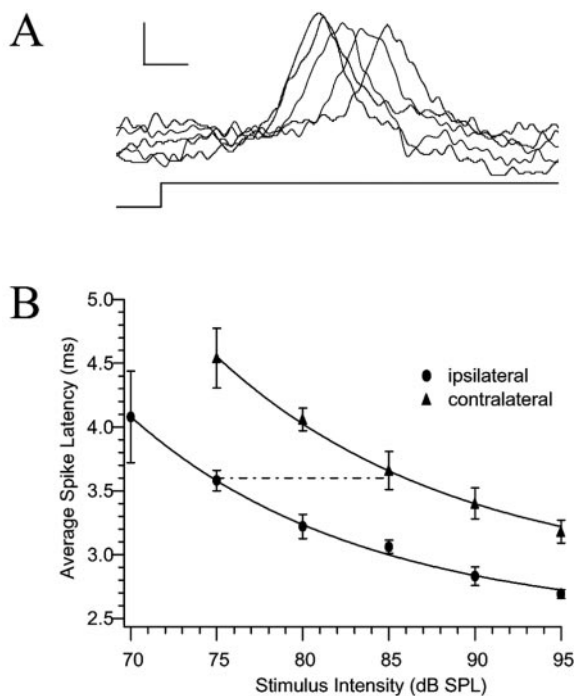 A
B
5.0
4.5
4.0
3.5
3.0
2.5
Average Spike Latency (ms)
ipsilateral
contralateral
70 75 80 85 90 95
Stimulus Intensity (dB SPL)